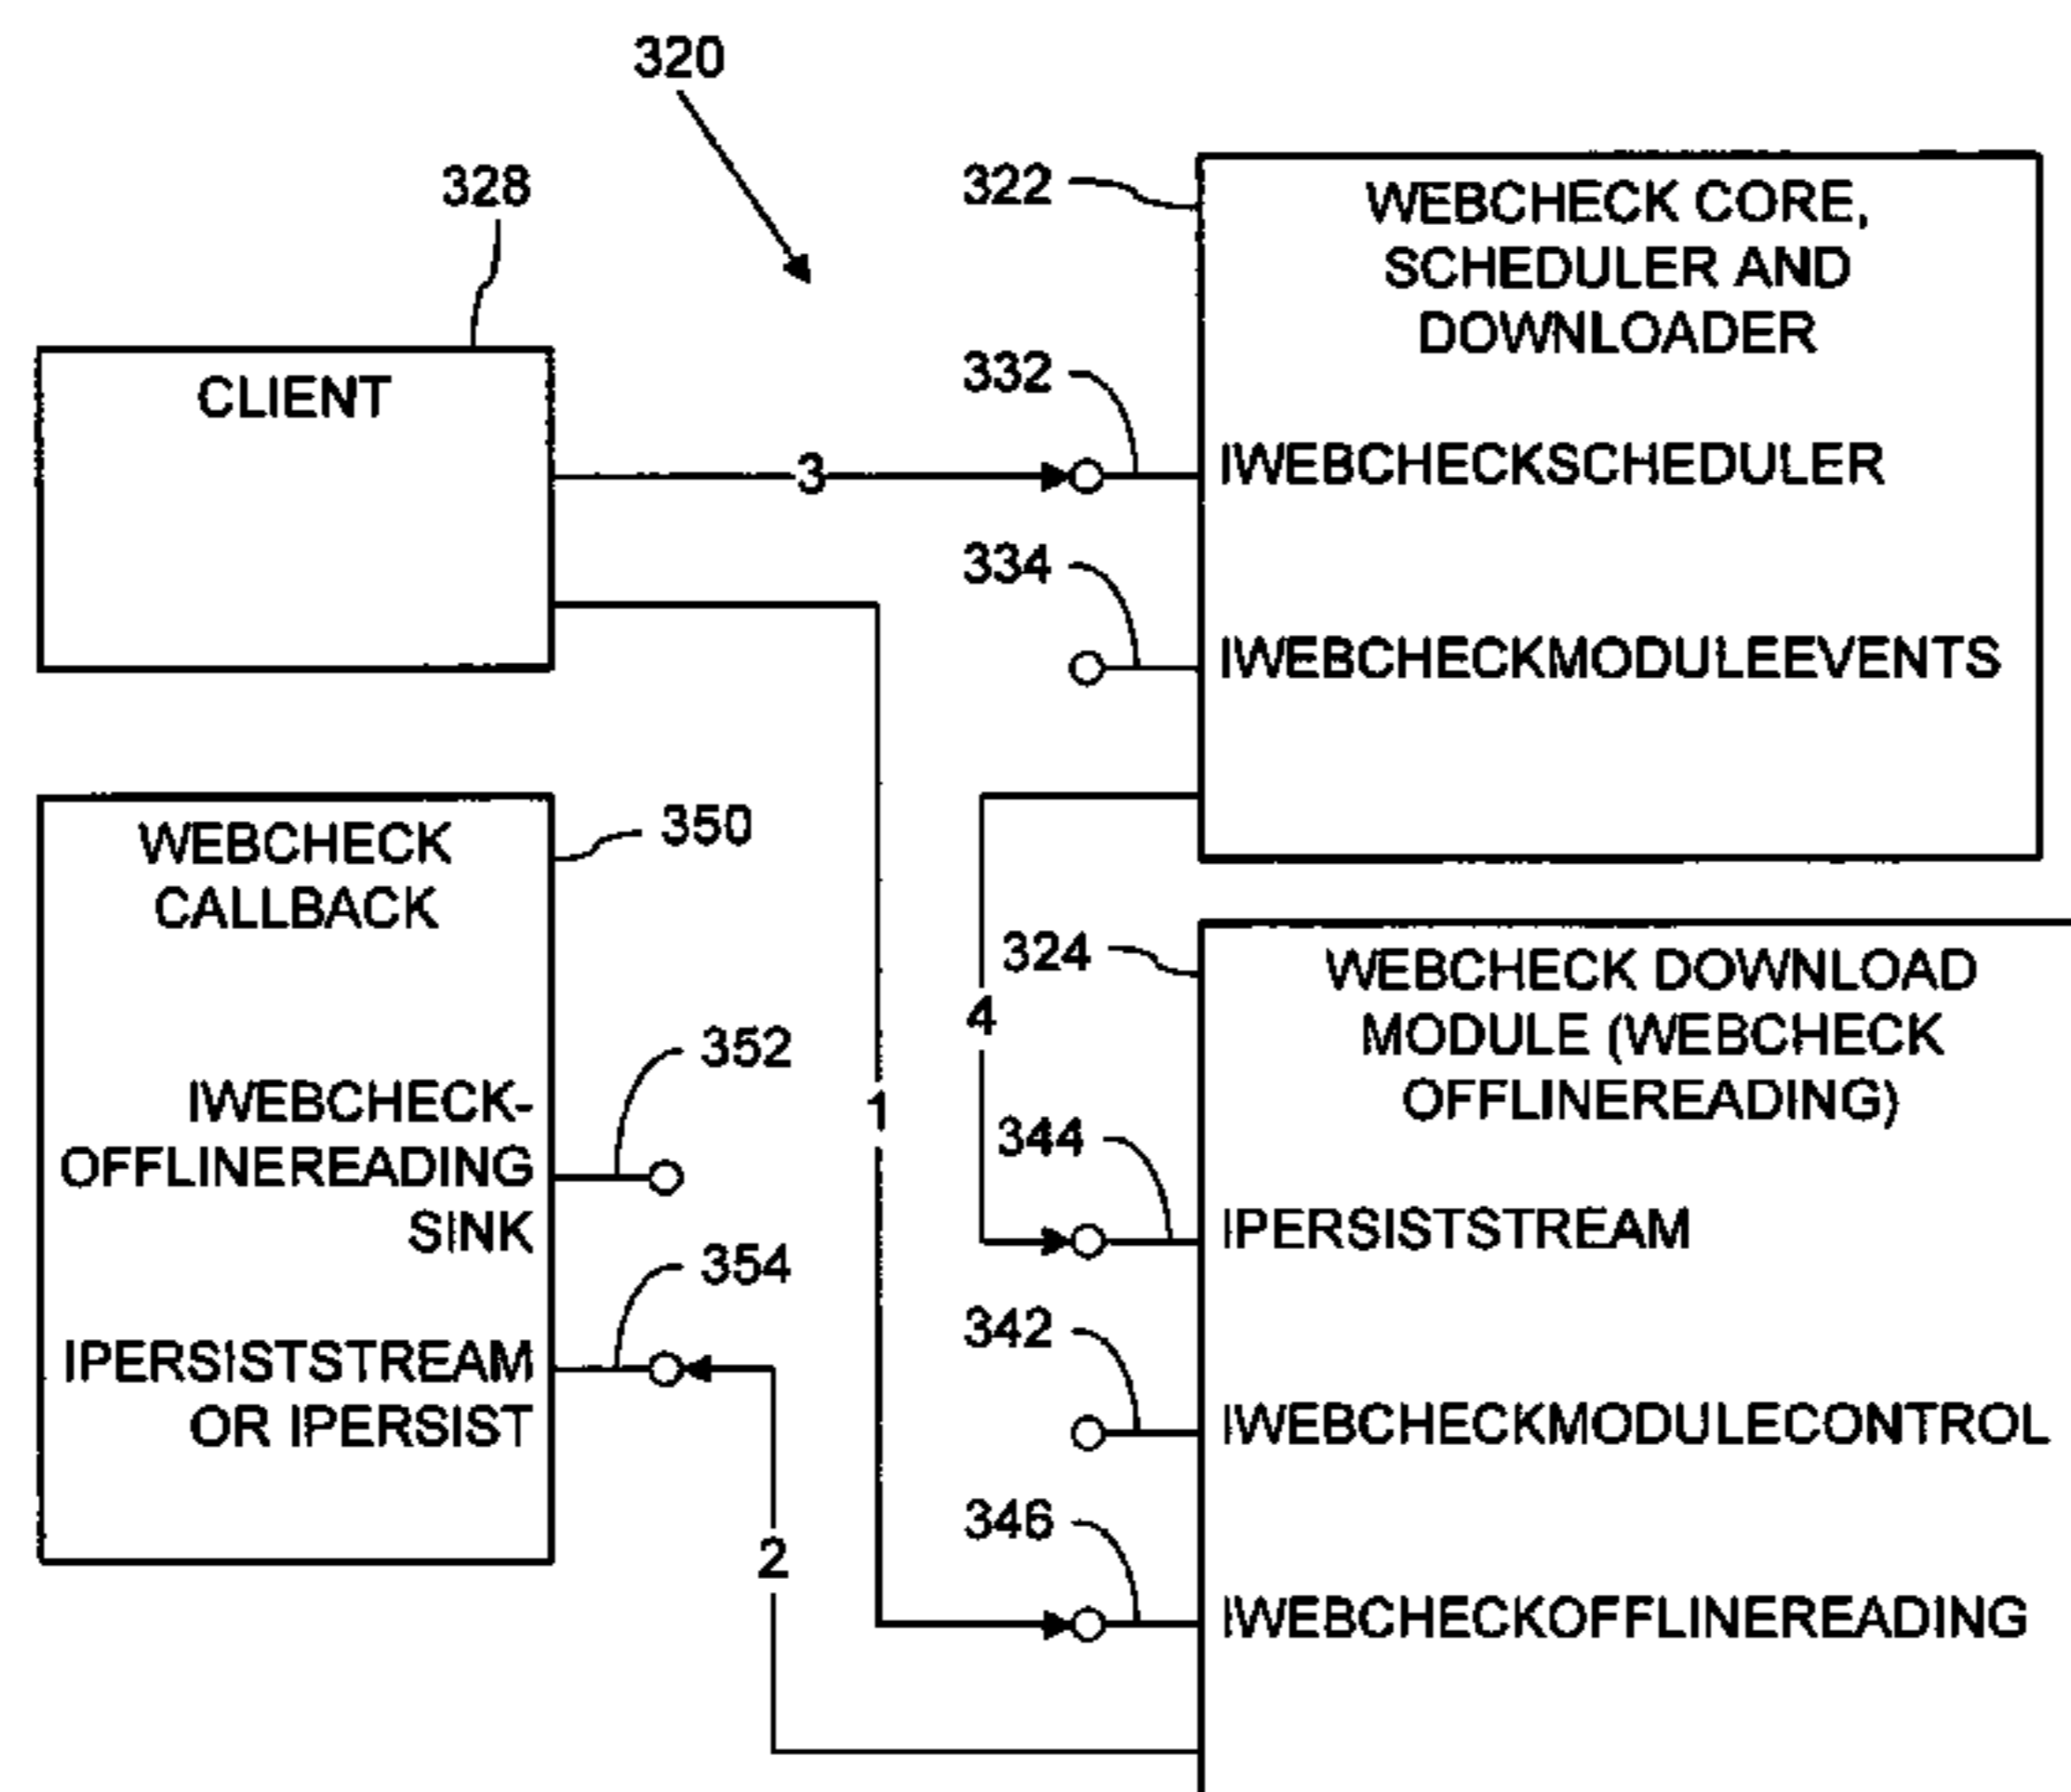 320
328
322
WEBCHECK CORE,
SCHEDULER AND
DOWNLOADER
332
CLIENT
3
IWEBCHECKSCHEDULER
334
IWEBCHECKMODULEEVENTS
WEBCHECK
CALLBACK
350
324
WEBCHECK DOWNLOAD
MODULE (WEBCHECK
OFFLINEREADING)
4
352
IWEBCHECK-
OFFLINEREADING
SINK
1
344
IPERSISTSTREAM
354
IPERSISTSTREAM
OR IPERSIST
342
IWEBCHECKMODULECONTROL
346
2
IWEBCHECKOFFLINEREADING